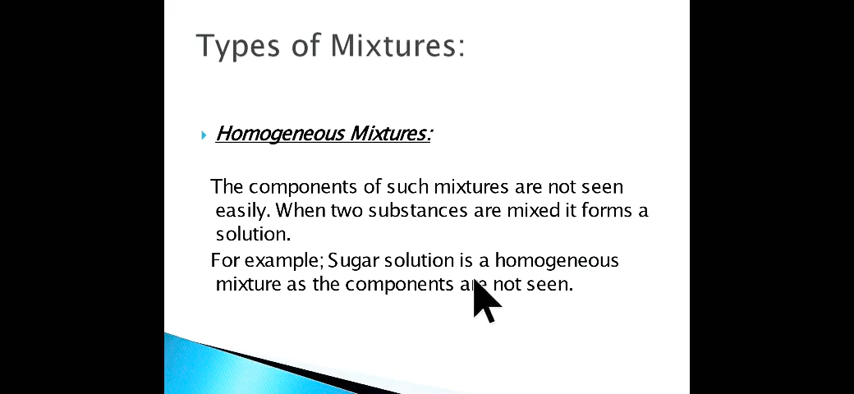 Types of Mixtures:
Homogeneous Mixtures:
The components of such mixtures are not seen
easily. When two substances are mixed it forms a
solution.
For example; Sugar solution is a homogeneous
mixture as the components are not seen.